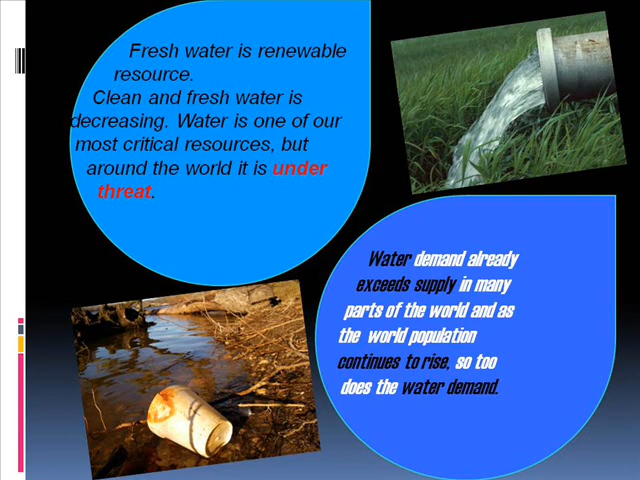 Fresh water is renewable
resource.
Clean and fresh water is
decreasing. Water is one of our
most critical resources, but
around the world it is under
threat.
Water demand already
exceeds supply in many
parts of the world and as
the world population
continues to rise, so too
does the water demand.